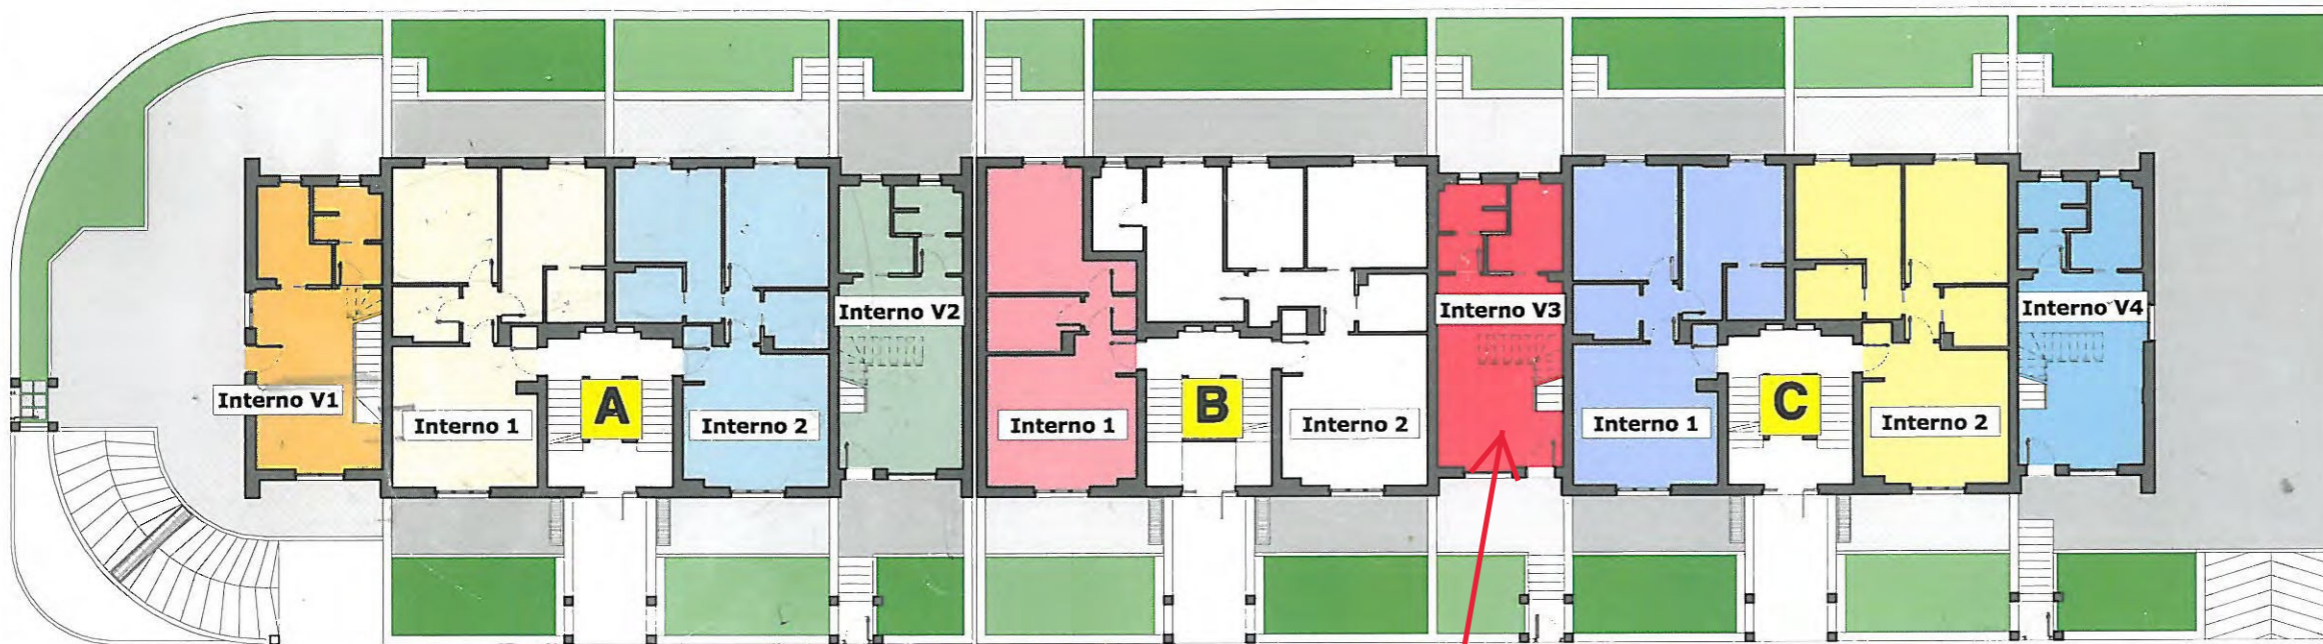 Interno V1
Interno 1
A
Interno 2
Interno V2
Interno 1
B
Interno 2
Interno V3
Interno 1
C
Interno 2
Interno V4